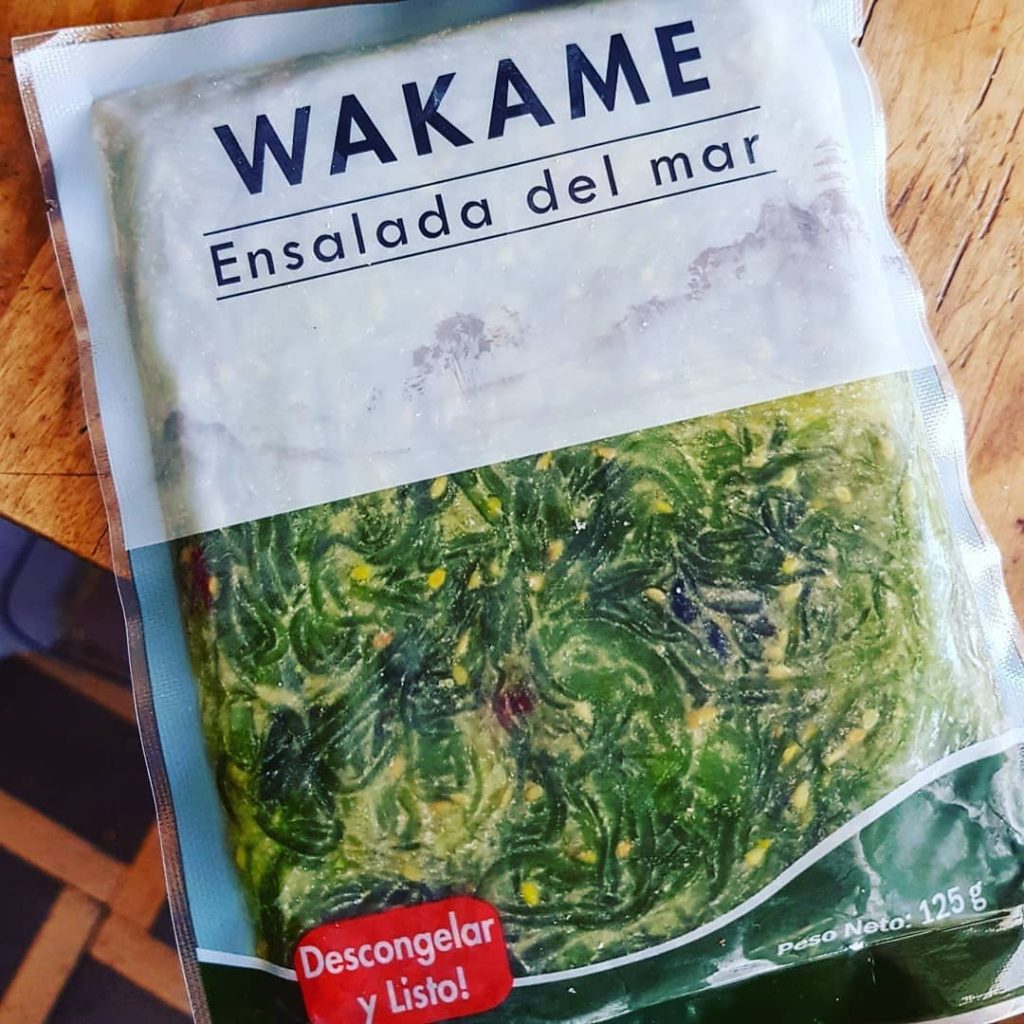 WAKAME
Ensalada del mar
Peso Neto: 125 g
Descongelar
y Listo!